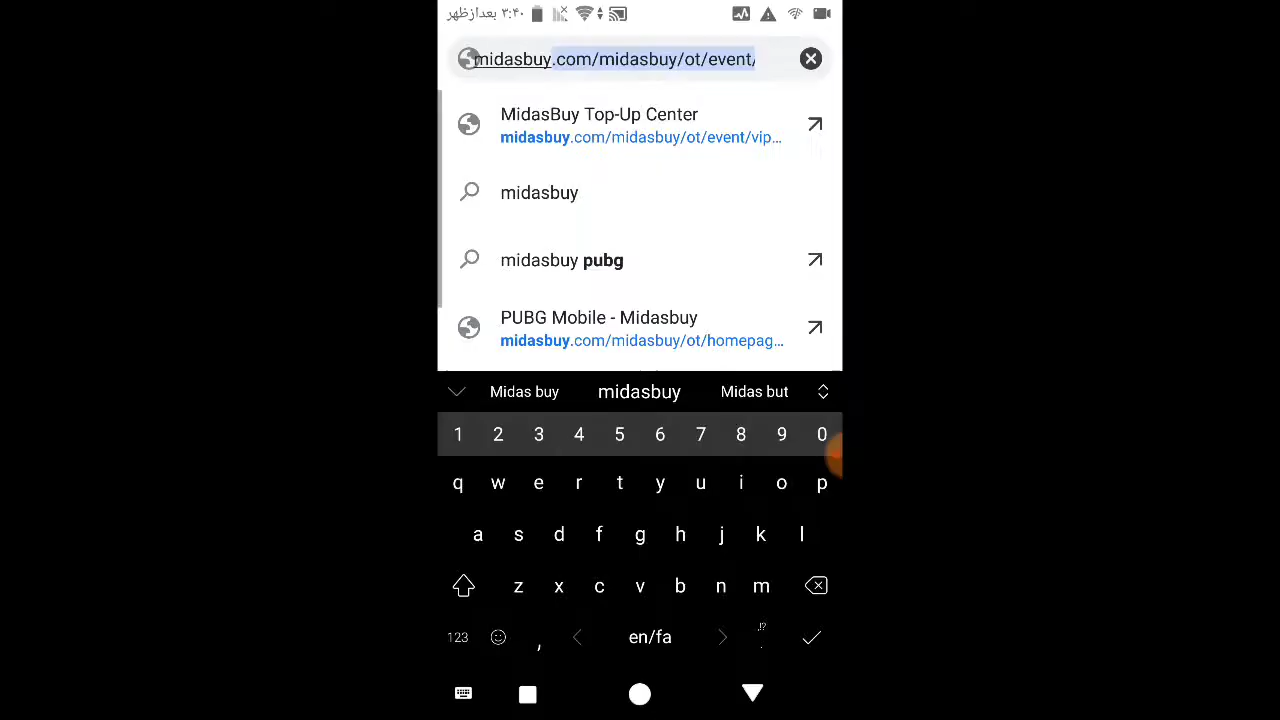 ۳:۴۰ بعدازظهر
midasbuy.com/midasbuy/ot/event/
MidasBuy Top-Up Center
midasbuy.com/midasbuy/ot/event/vip...
midasbuy
midasbuy pubg
PUBG Mobile - Midasbuy
midasbuy.com/midasbuy/ot/homepag...
Midas buy midasbuy Midas but
1 2 3 4 5 6 7 8 9 0
q w e r t y u i o p
a s d f g h j k l
z x c v b n m
123 , en/fa !? .